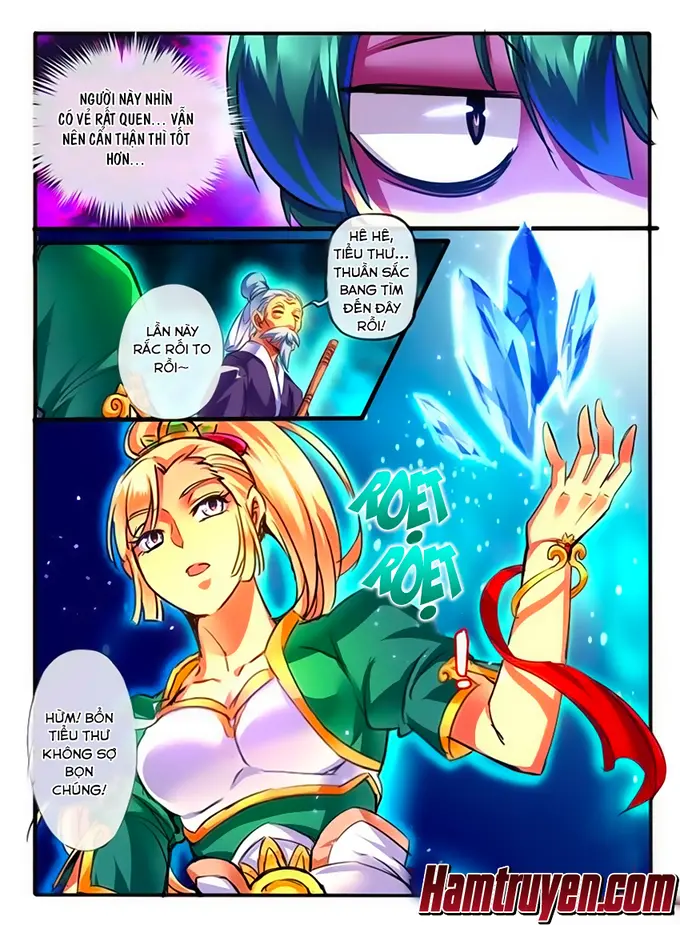 NGƯỜI NÀY NHÌN
CÓ VẺ RẤT QUEN... VẪN
NÊN CẨN THẬN THÌ TỐT
HƠN...
HÊ HÊ,
TIỂU THƯ...
THUẦN SẮC
BANG TÌM
ĐẾN ĐÂY
RỒI!
LẦN NÀY
RẮC RỐI TO
RỒI~
ROẸT
ROẸT
!
HỪM! BỔN
TIỂU THƯ
KHÔNG SỢ
BỌN
CHÚNG!
Hamtruyen.com